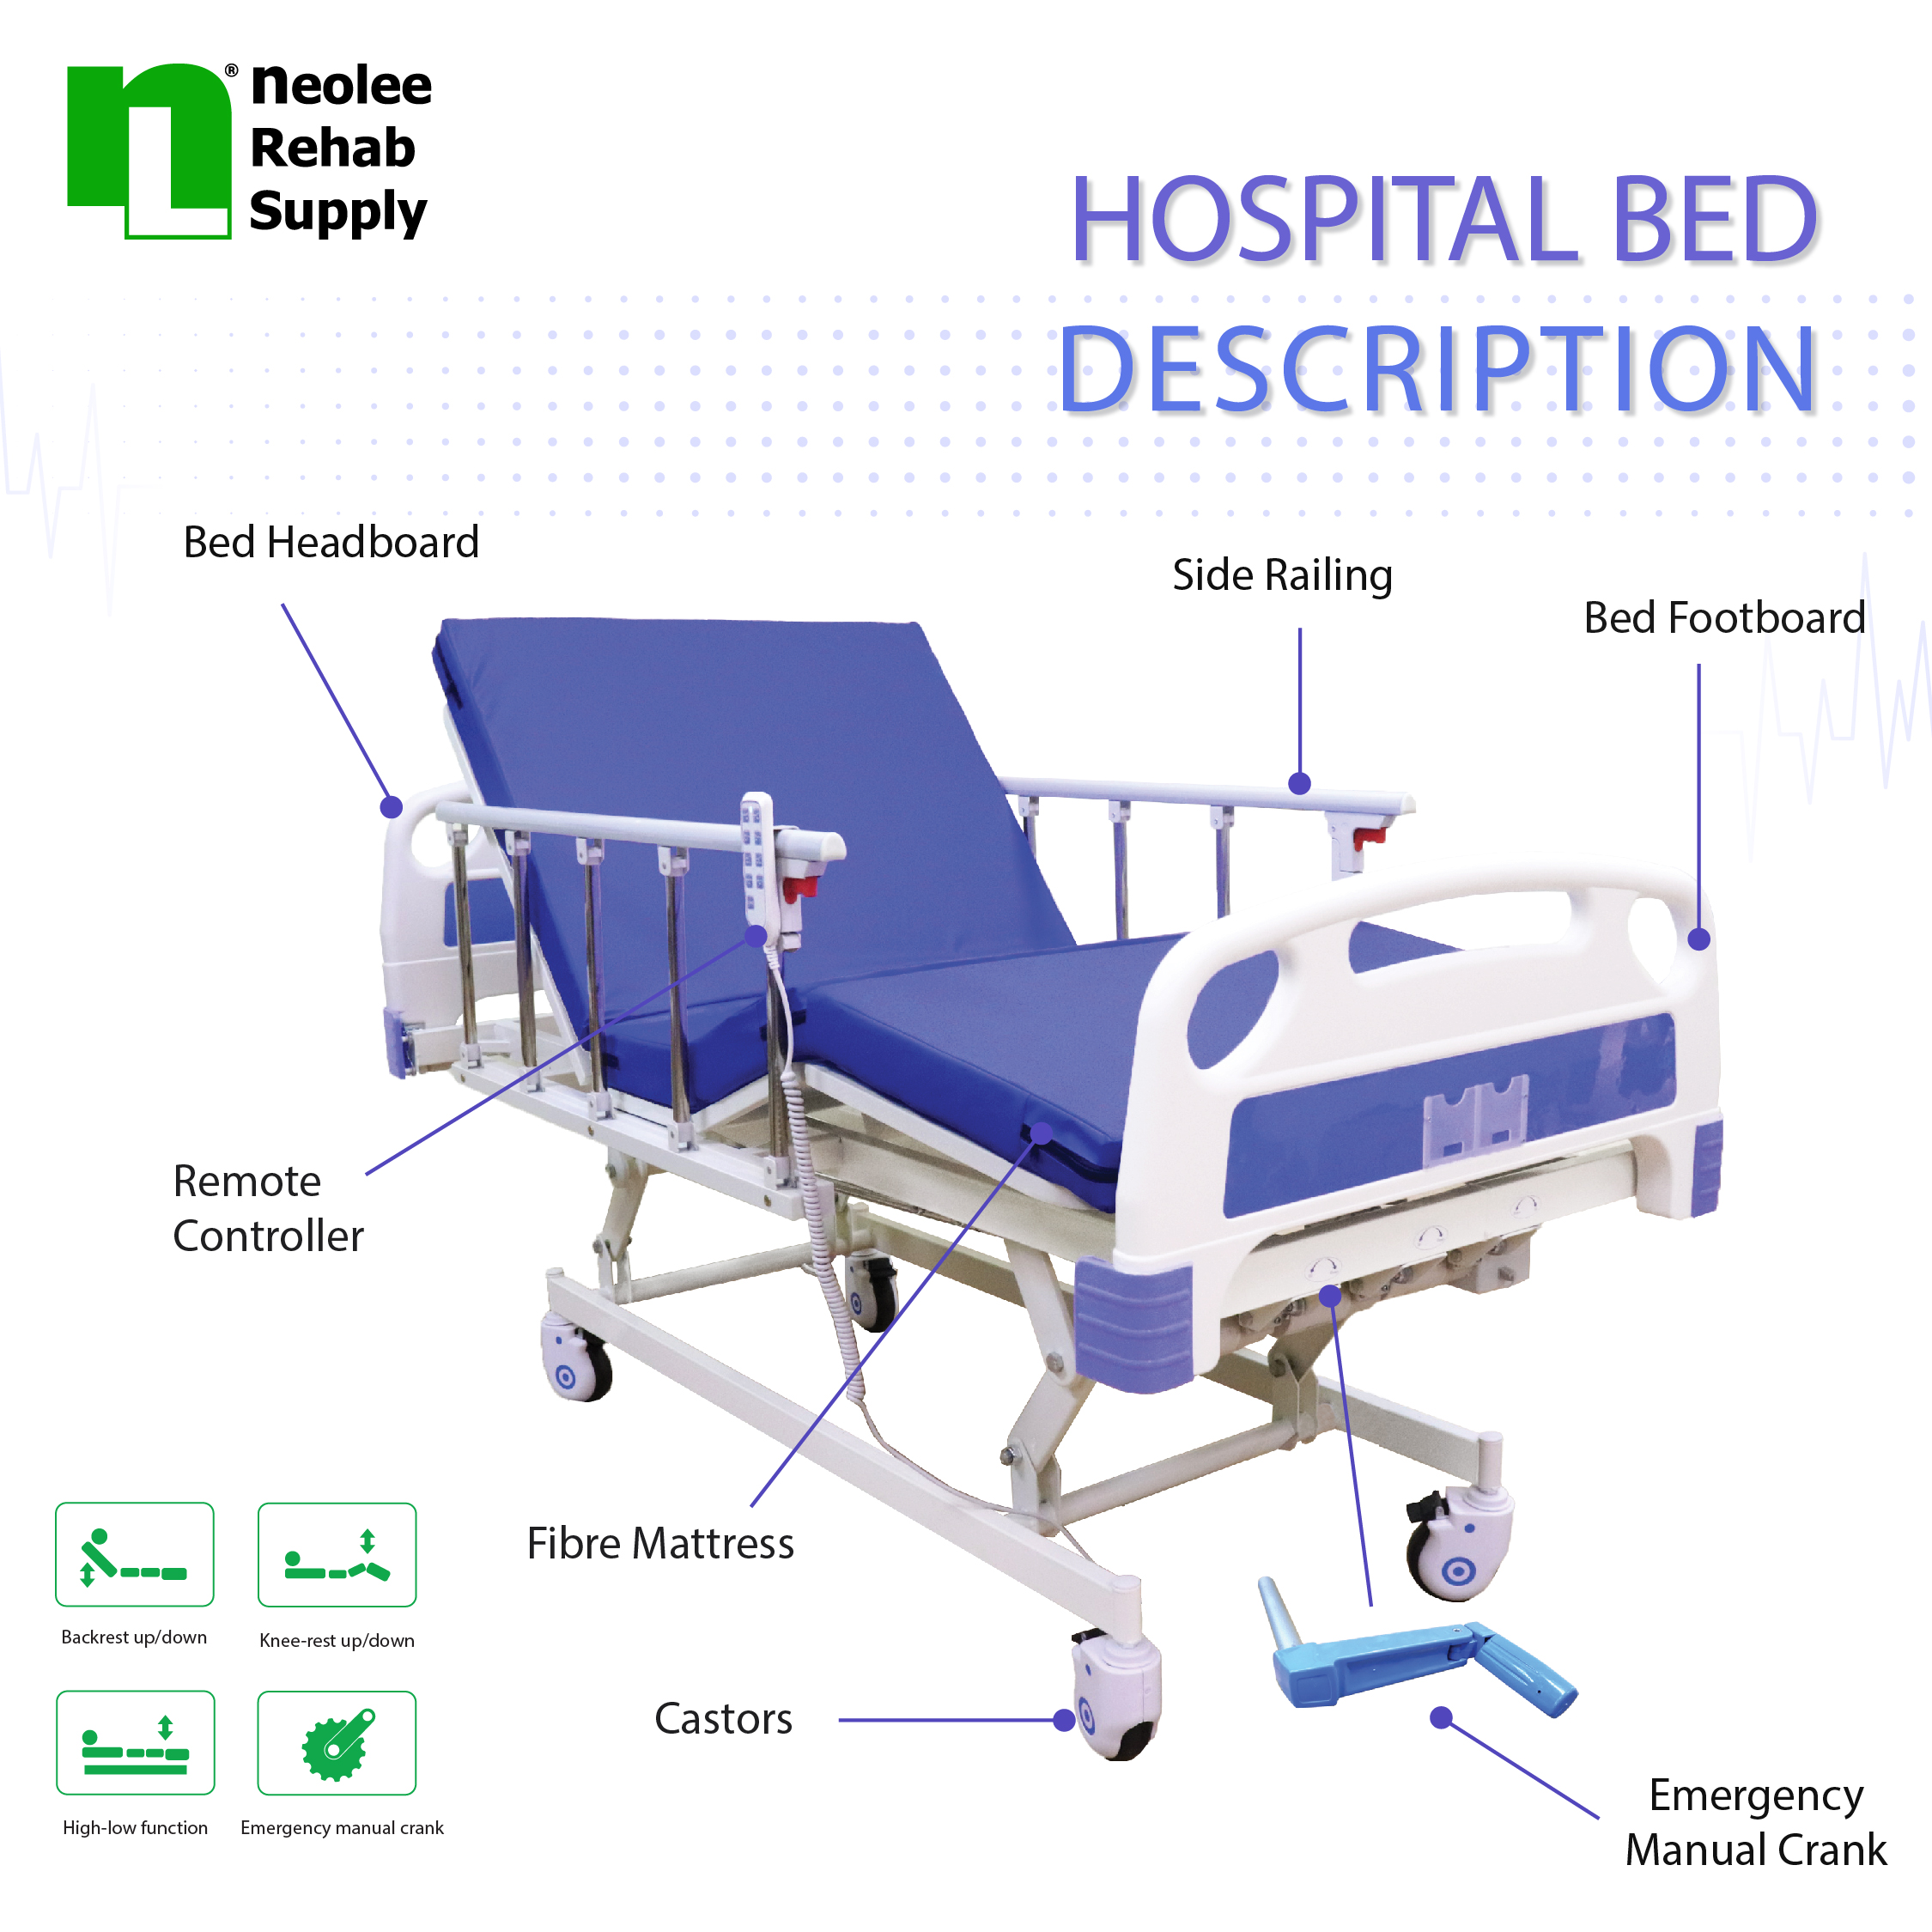 ®
neolee
Rehab
Supply
HOSPITAL BED
DESCRIPTION
Bed Headboard
Side Railing
Bed Footboard
Remote
Controller
Fibre Mattress
Castors
Emergency
Manual Crank
Backrest up/down
Knee-rest up/down
High-low function
Emergency manual crank